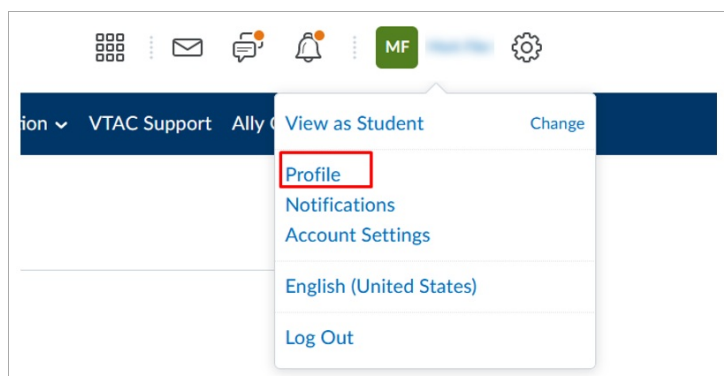 MF
ion VTAC Support Ally
View as Student Change
Profile
Notifications
Account Settings
English (United States)
Log Out